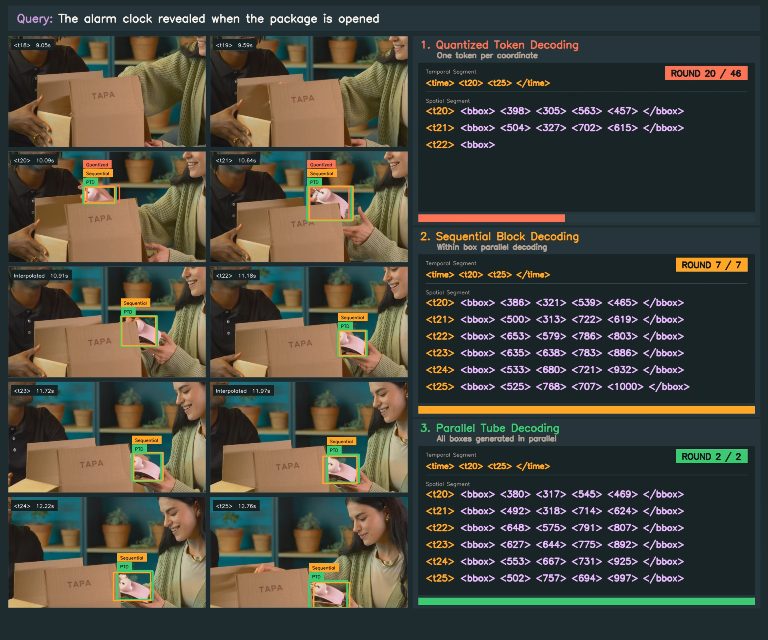 Query: The alarm clock revealed when the package is opened
<t18> 9.05s
TAPA
<t19> 9.59s
TAPA
<t20> 10.09s
Quantized
Sequential
PTD
TAPA
<t21> 10.64s
Quantized
Sequential
PTD
TAPA
Interpolated 10.91s
Sequential
PTD
TAPA
<t22> 11.18s
Sequential
PTD
TAPA
<t23> 11.72s
Sequential
PTD
TAPA
Interpolated 11.97s
Sequential
PTD
TAPA
<t24> 12.22s
Sequential
PTD
TAPA
<t25> 12.76s
Sequential
PTD
TAPA
1. Quantized Token Decoding
One token per coordinate
Temporal Segment
ROUND 20 / 46
<time> <t20> <t25> </time>
Spatial Segment
<t20> <bbox> <398> <305> <563> <457> </bbox>
<t21> <bbox> <504> <327> <702> <615> </bbox>
<t22> <bbox>
2. Sequential Block Decoding
Within box parallel decoding
Temporal Segment
ROUND 7 / 7
<time> <t20> <t25> </time>
Spatial Segment
<t20> <bbox> <386> <321> <539> <465> </bbox>
<t21> <bbox> <500> <313> <722> <619> </bbox>
<t22> <bbox> <653> <579> <786> <803> </bbox>
<t23> <bbox> <635> <638> <783> <886> </bbox>
<t24> <bbox> <533> <680> <721> <932> </bbox>
<t25> <bbox> <525> <768> <707> <1000> </bbox>
3. Parallel Tube Decoding
All boxes generated in parallel
Temporal Segment
ROUND 2 / 2
<time> <t20> <t25> </time>
Spatial Segment
<t20> <bbox> <380> <317> <545> <469> </bbox>
<t21> <bbox> <492> <318> <714> <624> </bbox>
<t22> <bbox> <648> <575> <791> <807> </bbox>
<t23> <bbox> <627> <644> <775> <892> </bbox>
<t24> <bbox> <553> <667> <731> <925> </bbox>
<t25> <bbox> <502> <757> <694> <997> </bbox>